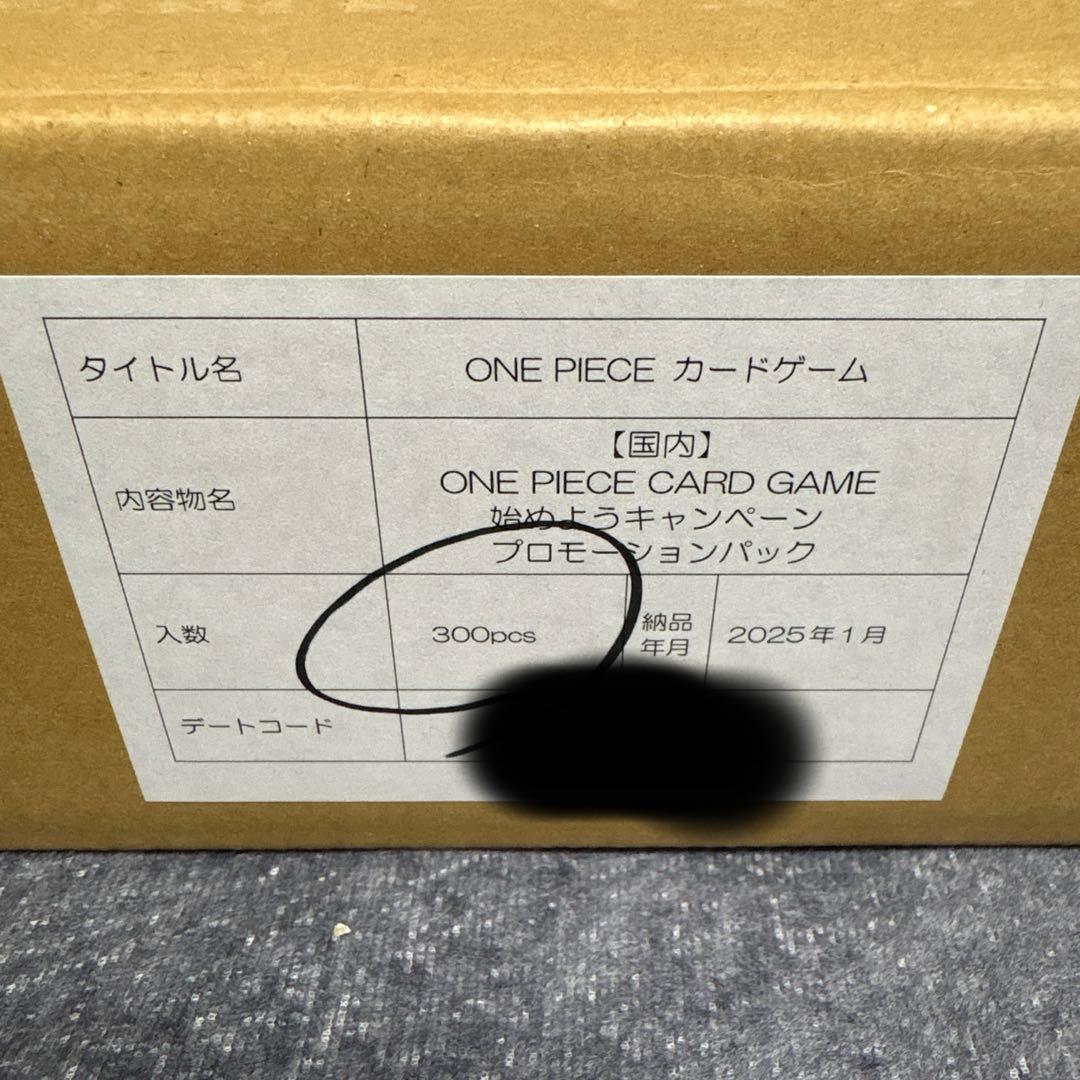 タイトル名
ONE PIECE カードゲーム
内容物名
【国内】
ONE PIECE CARD GAME
始めようキャンペーン
プロモーションパック
入数
300pcs
納品
年月
2025年1月
デートコード